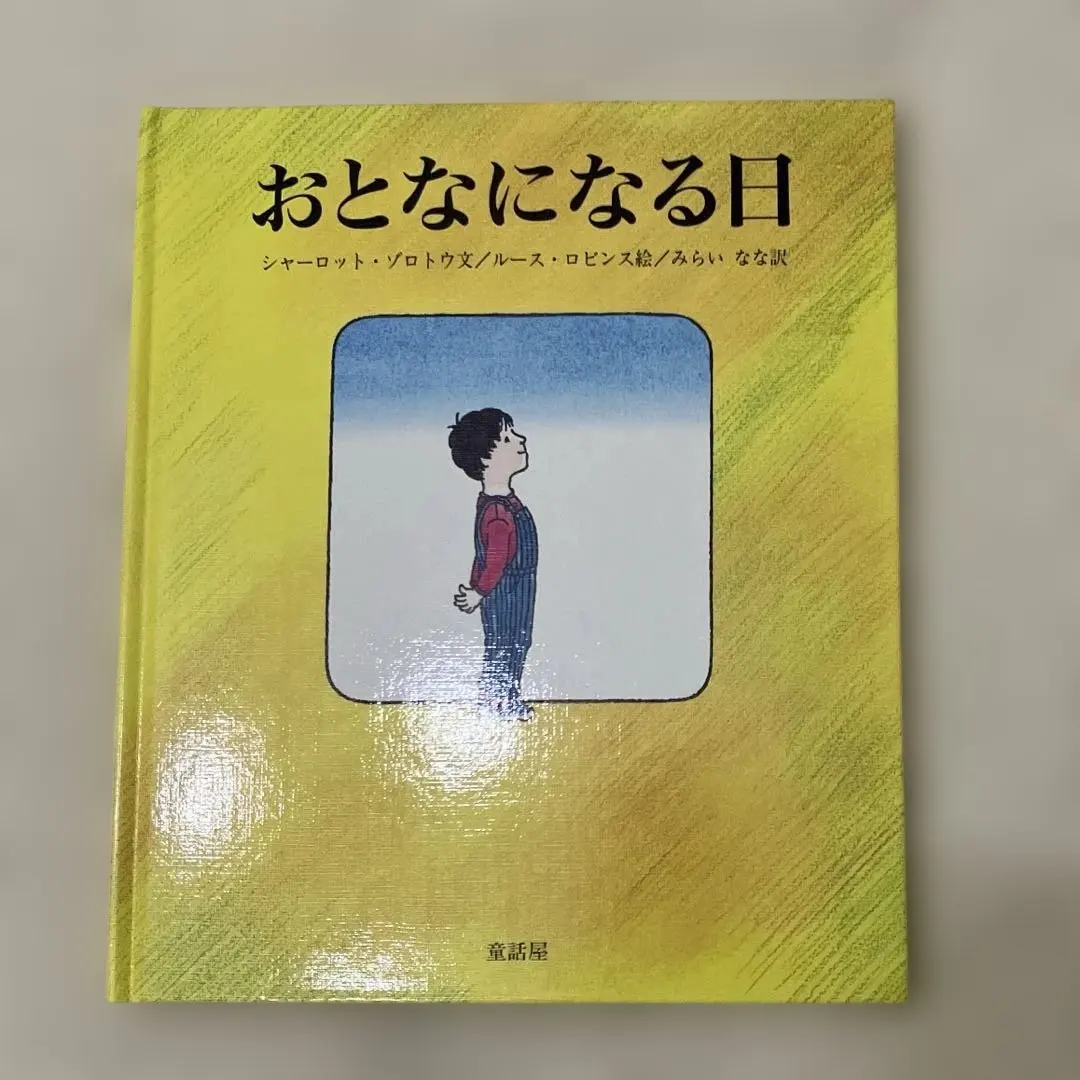 おとなになる日
シャーロット・ゾロトウ文/ルース・ロビンス絵/みらい なな訳
童話屋